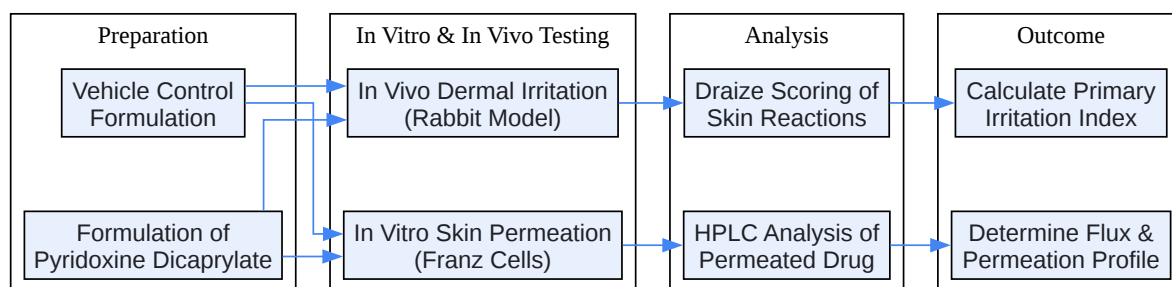 Preparation
Vehicle Control
Formulation
Formulation of
Pyridoxine Dicaprylate
In Vitro & In Vivo Testing
In Vivo Dermal Irritation
(Rabbit Model)
In Vitro Skin Permeation
(Franz Cells)
Analysis
Draize Scoring of
Skin Reactions
HPLC Analysis of
Permeated Drug
Outcome
Calculate Primary
Irritation Index
Determine Flux &
Permeation Profile